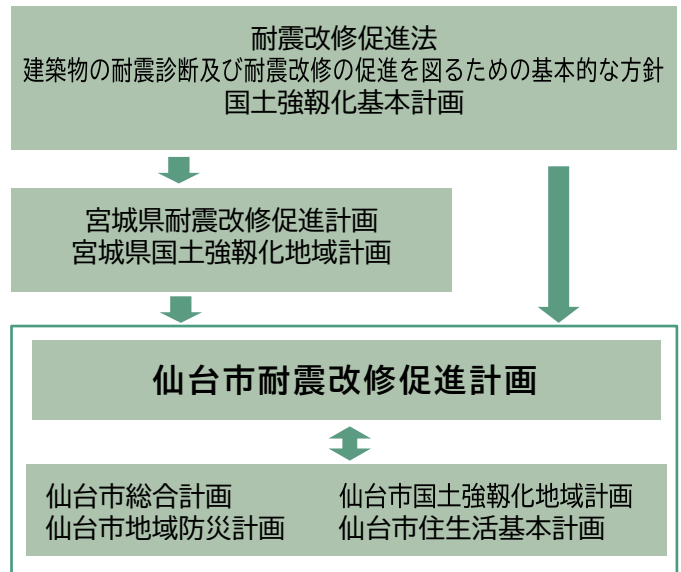 耐震改修促進法
建築物の耐震診断及び耐震改修の促進を図るための基本的な方針
国土強靱化基本計画
宮城県耐震改修促進計画
宮城県国土強靱化地域計画
仙台市耐震改修促進計画
仙台市総合計画
仙台市地域防災計画
仙台市国土強靱化地域計画
仙台市住生活基本計画